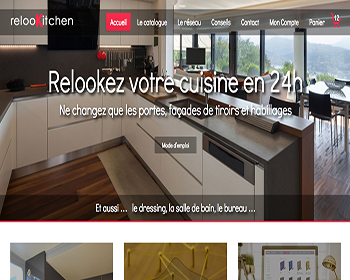 relooKitchen
Accueil Le catalogue Le réseau Conseils Contact Mon Compte Panier 12
Relookez votre cuisine en 24h
Ne changez que les portes, façades de tiroirs et habillages
Mode d'emploi
Et aussi ... le dressing, la salle de bain, le bureau ...